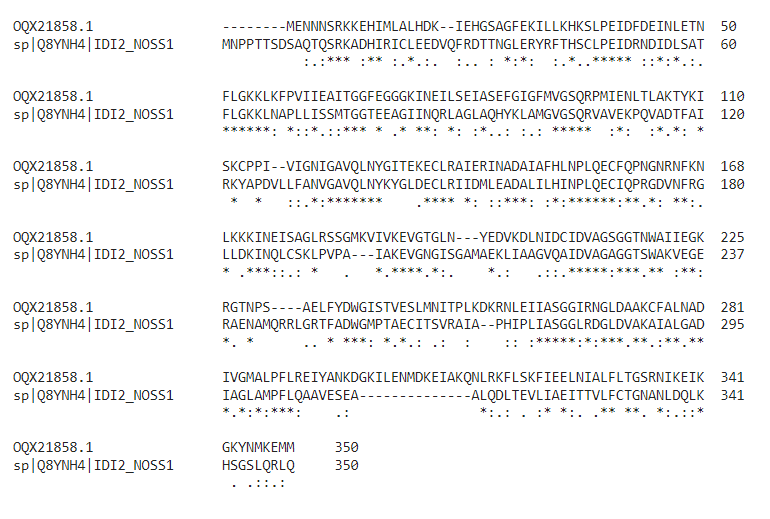 OQX21858.1                --------MENNNSRKKEHIMLALHDK--IEHGSAGFEKILLKHKSLPEIDFDEINLETN  50
sp|Q8YNH4|IDI2_NOSS1      MNPPTTSDSAQTQSRKADHIRICLEEDVQFRDTTNGLERYRFTHSCLPEIDRNDIDLSAT  60
                                    :.:*** :** :.*.:.  :.. : *:*:  :.*..***** ::*:*.:.

OQX21858.1                FLGKKLKFPVIIEAITGGFEGGGKINEILSEIASEFGIGFMVGSQRPMIENLTLAKTYKI  110
sp|Q8YNH4|IDI2_NOSS1      FLGKKLNAPLLISSMTGGTEEAGIINQRLAGLAQHYKLAMGVGSQRVAVEKPQVADTFAI  120
                          ******: *::*.::*** * .* **: *: :*..: :.: *****  :*:  :*.*: *

OQX21858.1                SKCPPI--VIGNIGAVQLNYGITEKECLRAIERINADAIAFHLNPLQECFQPNGNRNFKN  168
sp|Q8YNH4|IDI2_NOSS1      RKYAPDVLLFANVGAVQLNYKYGLDECLRIIDMLEADALILHINPLQECIQPRGDVNFRG  180
                           *  *   ::.:*******    .**** *: ::***: :*:******:**.*: **:.

OQX21858.1                LKKKINEISAGLRSSGMKVIVKEVGTGLN---YEDVKDLNIDCIDVAGSGGTNWAIIEGK  225
sp|Q8YNH4|IDI2_NOSS1      LLDKINQLCSKLPVPA---IAKEVGNGISGAMAEKLIAAGVQAIDVAGAGGTSWAKVEGE  237
                          * .***::.: *   .   *.****.*:.   *.:   .::.*****:***.** :**:

OQX21858.1                RGTNPS----AELFYDWGISTVESLMNITPLKDKRNLEIIASGGIRNGLDAAKCFALNAD  281
sp|Q8YNH4|IDI2_NOSS1      RAENAMQRRLGRTFADWGMPTAECITSVRAIA--PHIPLIASGGLRDGLDVAKAIALGAD  295
                          *. *      .. * ***: *.*.: .:  :    :: :*****:*:***.**.:**.**

OQX21858.1                IVGMALPFLREIYANKDGKILENMDKEIAKQNLRKFLSKFIEELNIALFLTGSRNIKEIK  341
sp|Q8YNH4|IDI2_NOSS1      IAGLAMPFLQAAVESEA--------------ALQDLTEVLIAEITTVLFCTGNANLDQLK  341
                          *.*:*:***:    .:               *:.: . :* *:. .** **. *:.::*

OQX21858.1                GKYNMKEMM     350
sp|Q8YNH4|IDI2_NOSS1      HSGSLQRLQ     350
                           . .::.: